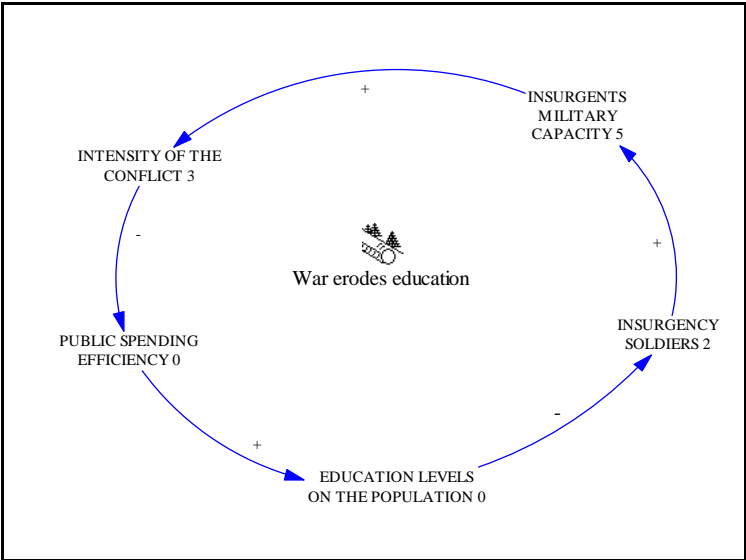 +
INSURGENTS
MILITARY
CAPACITY 5
INTENSITY OF THE
CONFLICT 3
-
+
War erodes education
PUBLIC SPENDING
EFFICIENCY 0
INSURGENCY
SOLDIERS 2
-
+
EDUCATION LEVELS
ON THE POPULATION 0